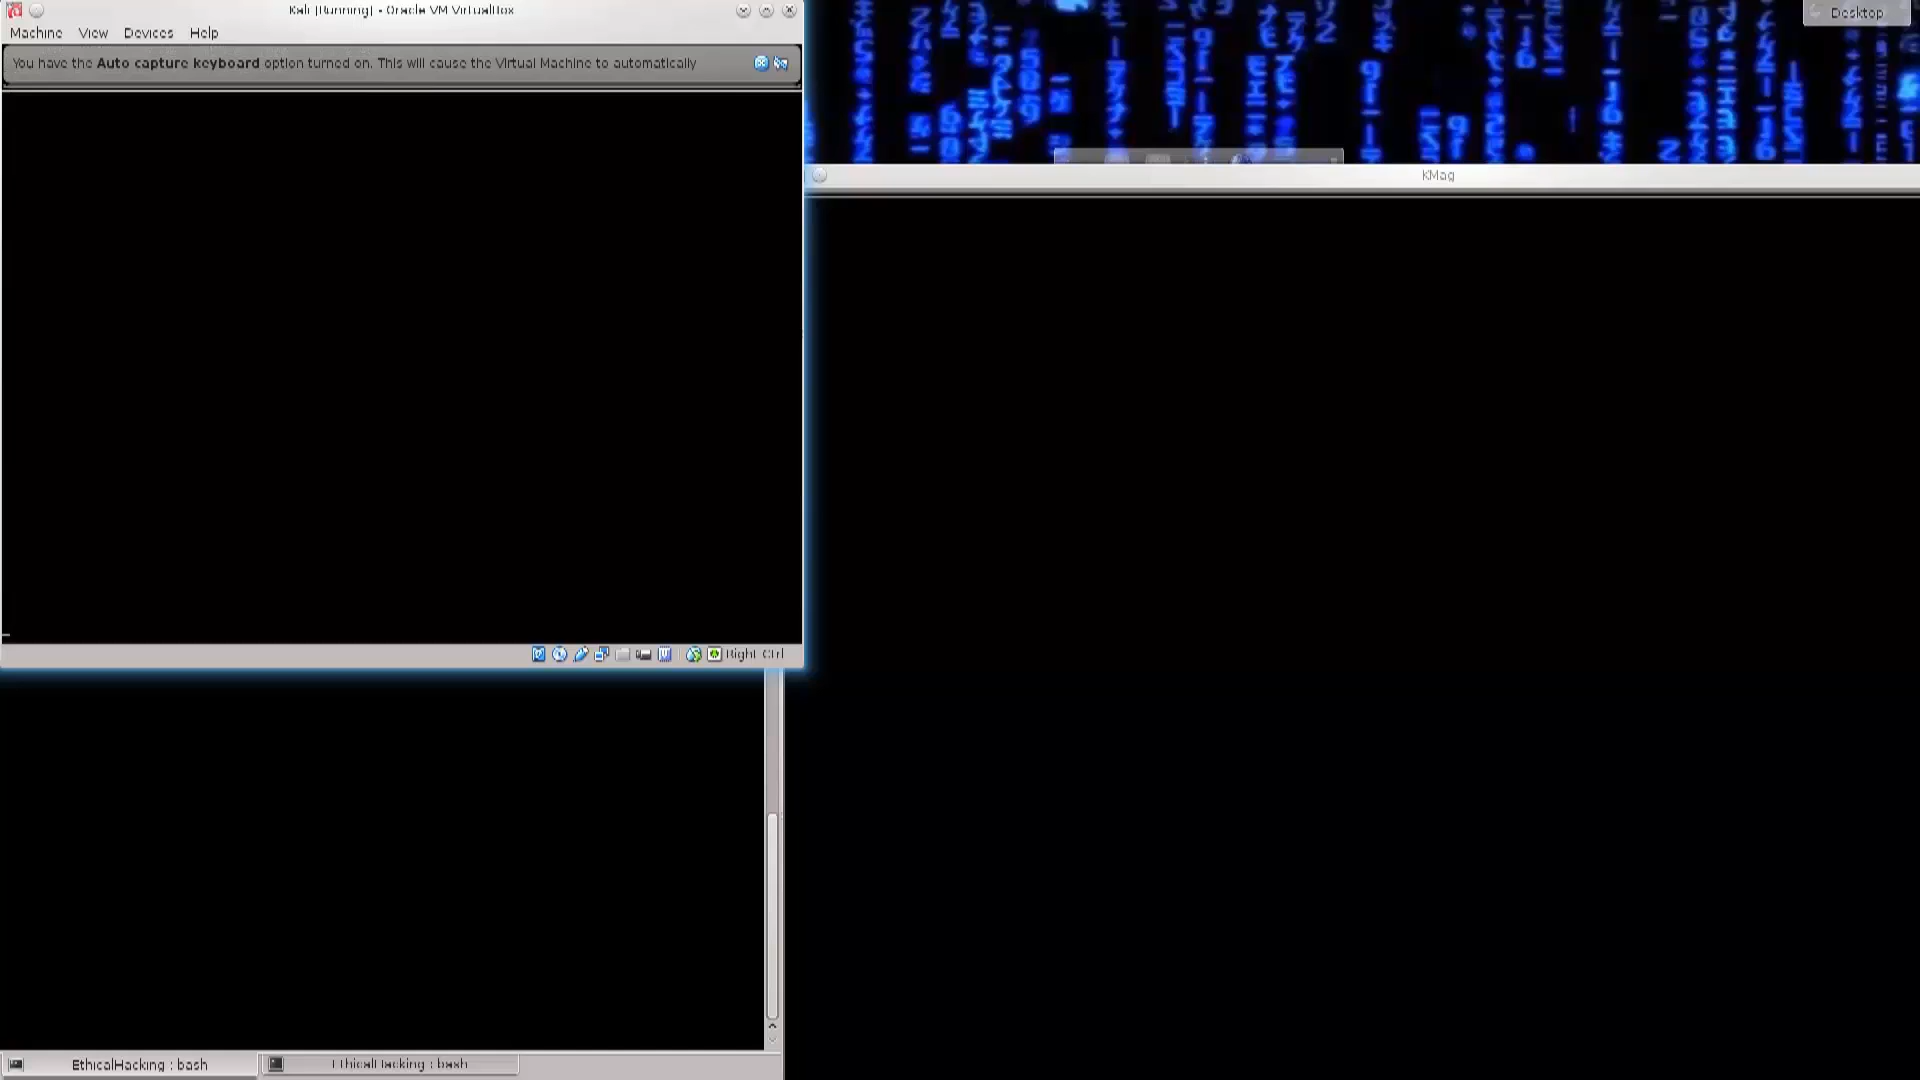 Kali [Running] - Oracle VM VirtualBox
Machine View Devices Help
You have the Auto capture keyboard option turned on. This will cause the Virtual Machine to automatically
Right Ctrl
Desktop
KMag
EthicalHacking : bash
EthicalHacking : bash